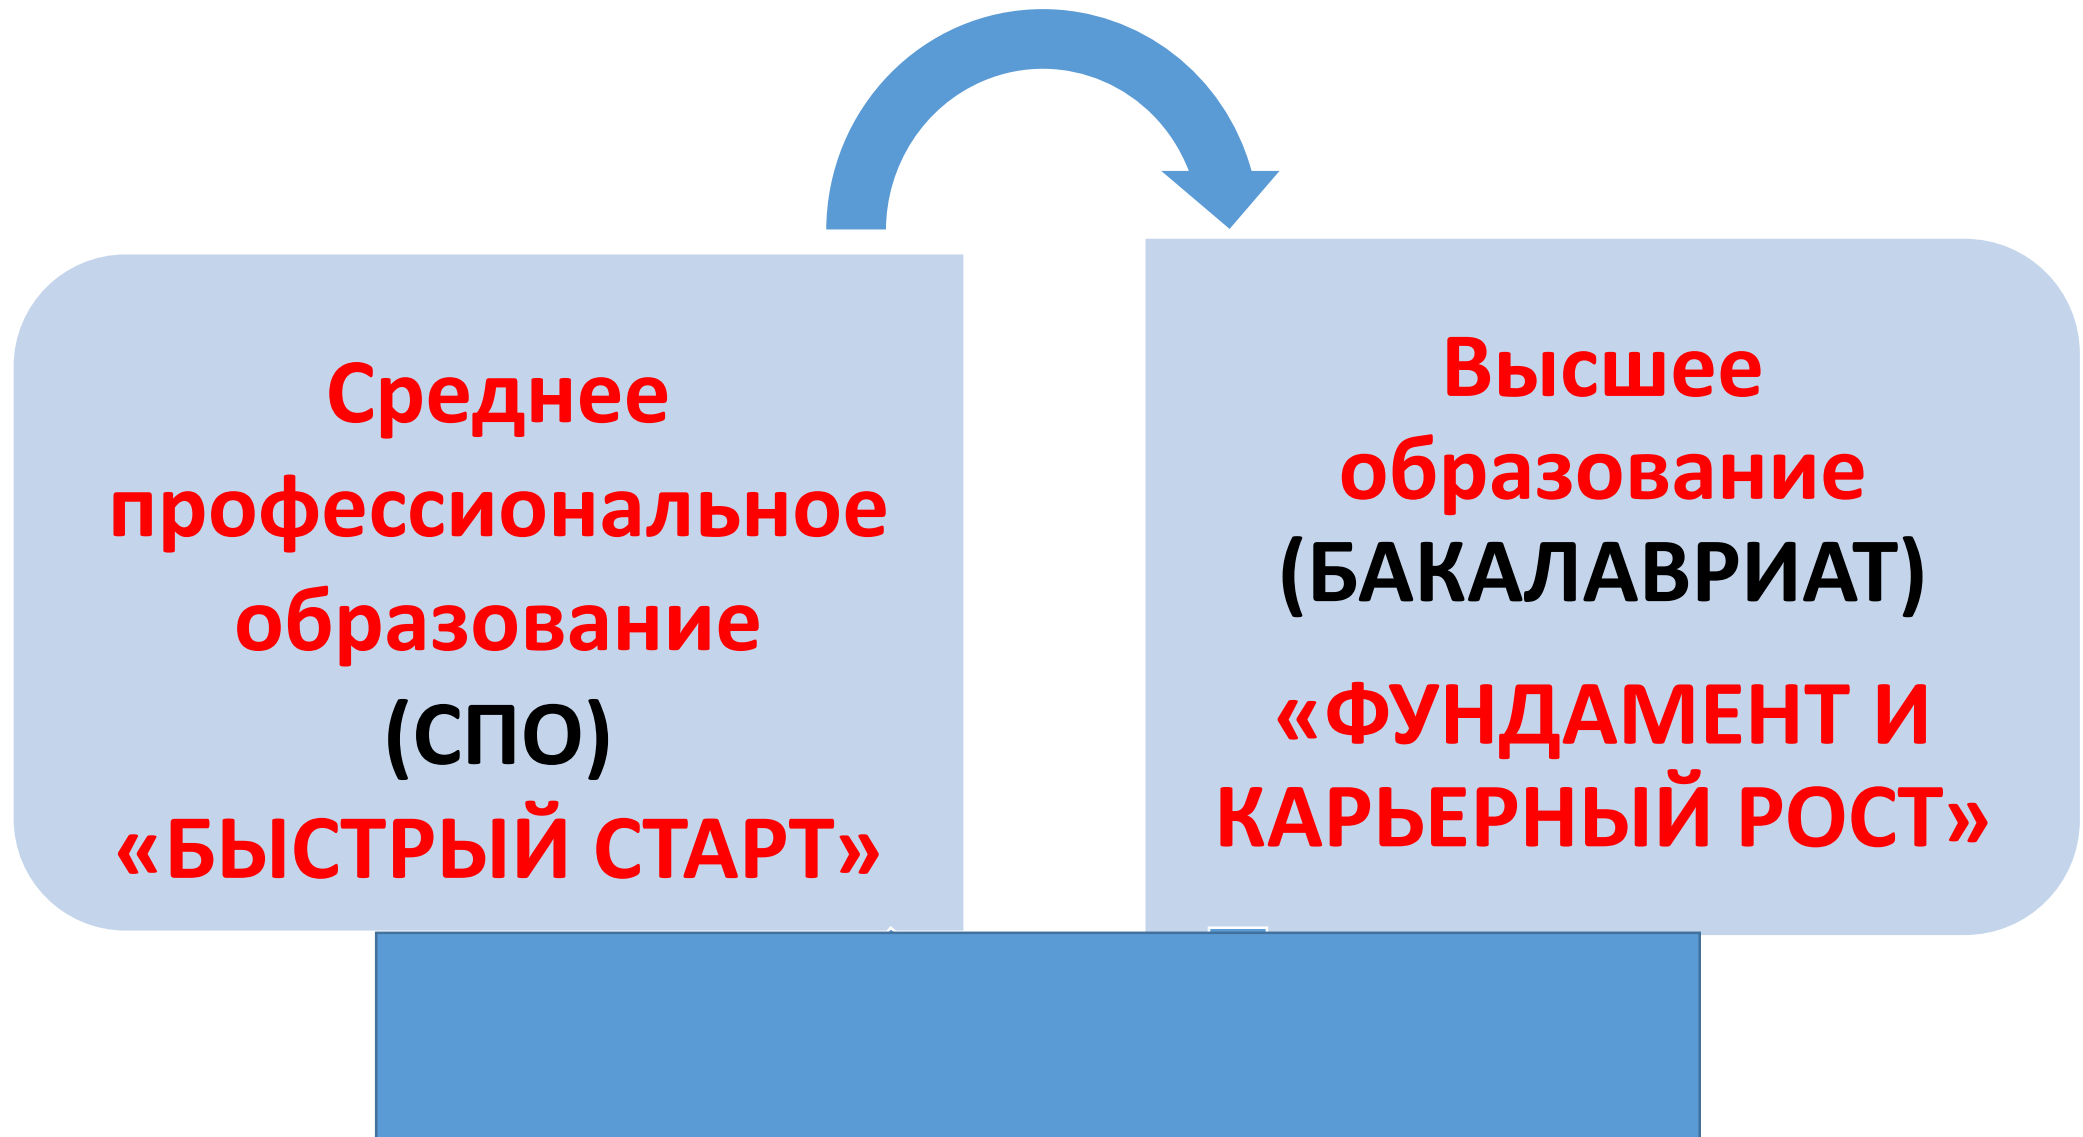 Среднее
профессиональное
образование
(СПО)
«БЫСТРЫЙ СТАРТ»
Высшее
образование
(БАКАЛАВРИАТ)
«ФУНДАМЕНТ И
КАРЬЕРНЫЙ РОСТ»